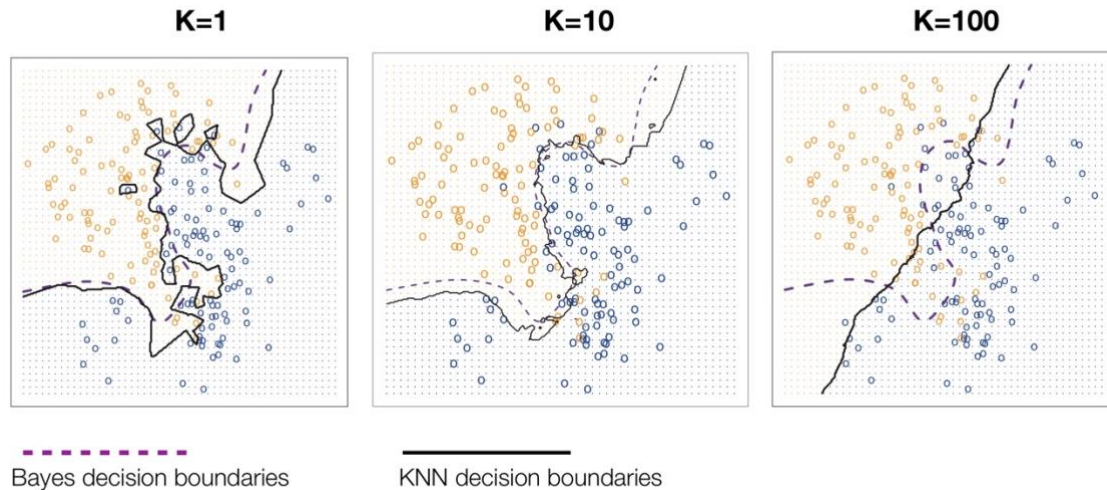 K=1
K=10
K=100
Bayes decision boundaries
KNN decision boundaries